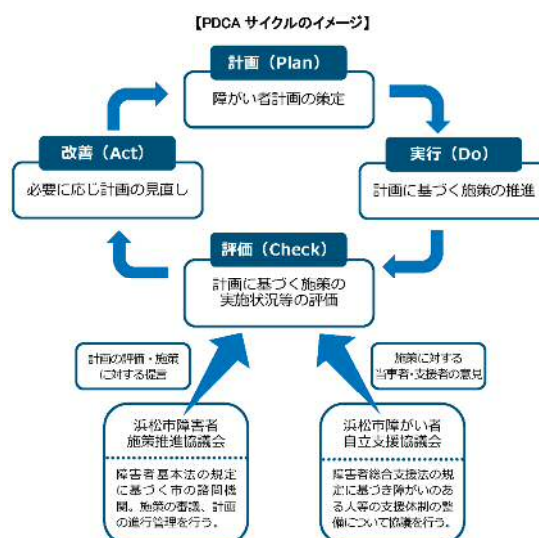 【PDCA サイクルのイメージ】
計画（Plan）
障がい者計画の策定
改善（Act）
必要に応じ計画の見直し
実行（Do）
計画に基づく施策の推進
評価（Check）
計画に基づく施策の
実施状況等の評価
計画の評価・施策
に対する提言
施策に対する
当事者・支援者の意見
浜松市障害者
施策推進協議会
障害者基本法の規定
に基づく市の諮問機
関。施策の審議、計画
の進行管理を行う。
浜松市障がい者
自立支援協議会
障害者総合支援法の規
定に基づき障がいのあ
る人等の支援体制の整
備について協議を行う。